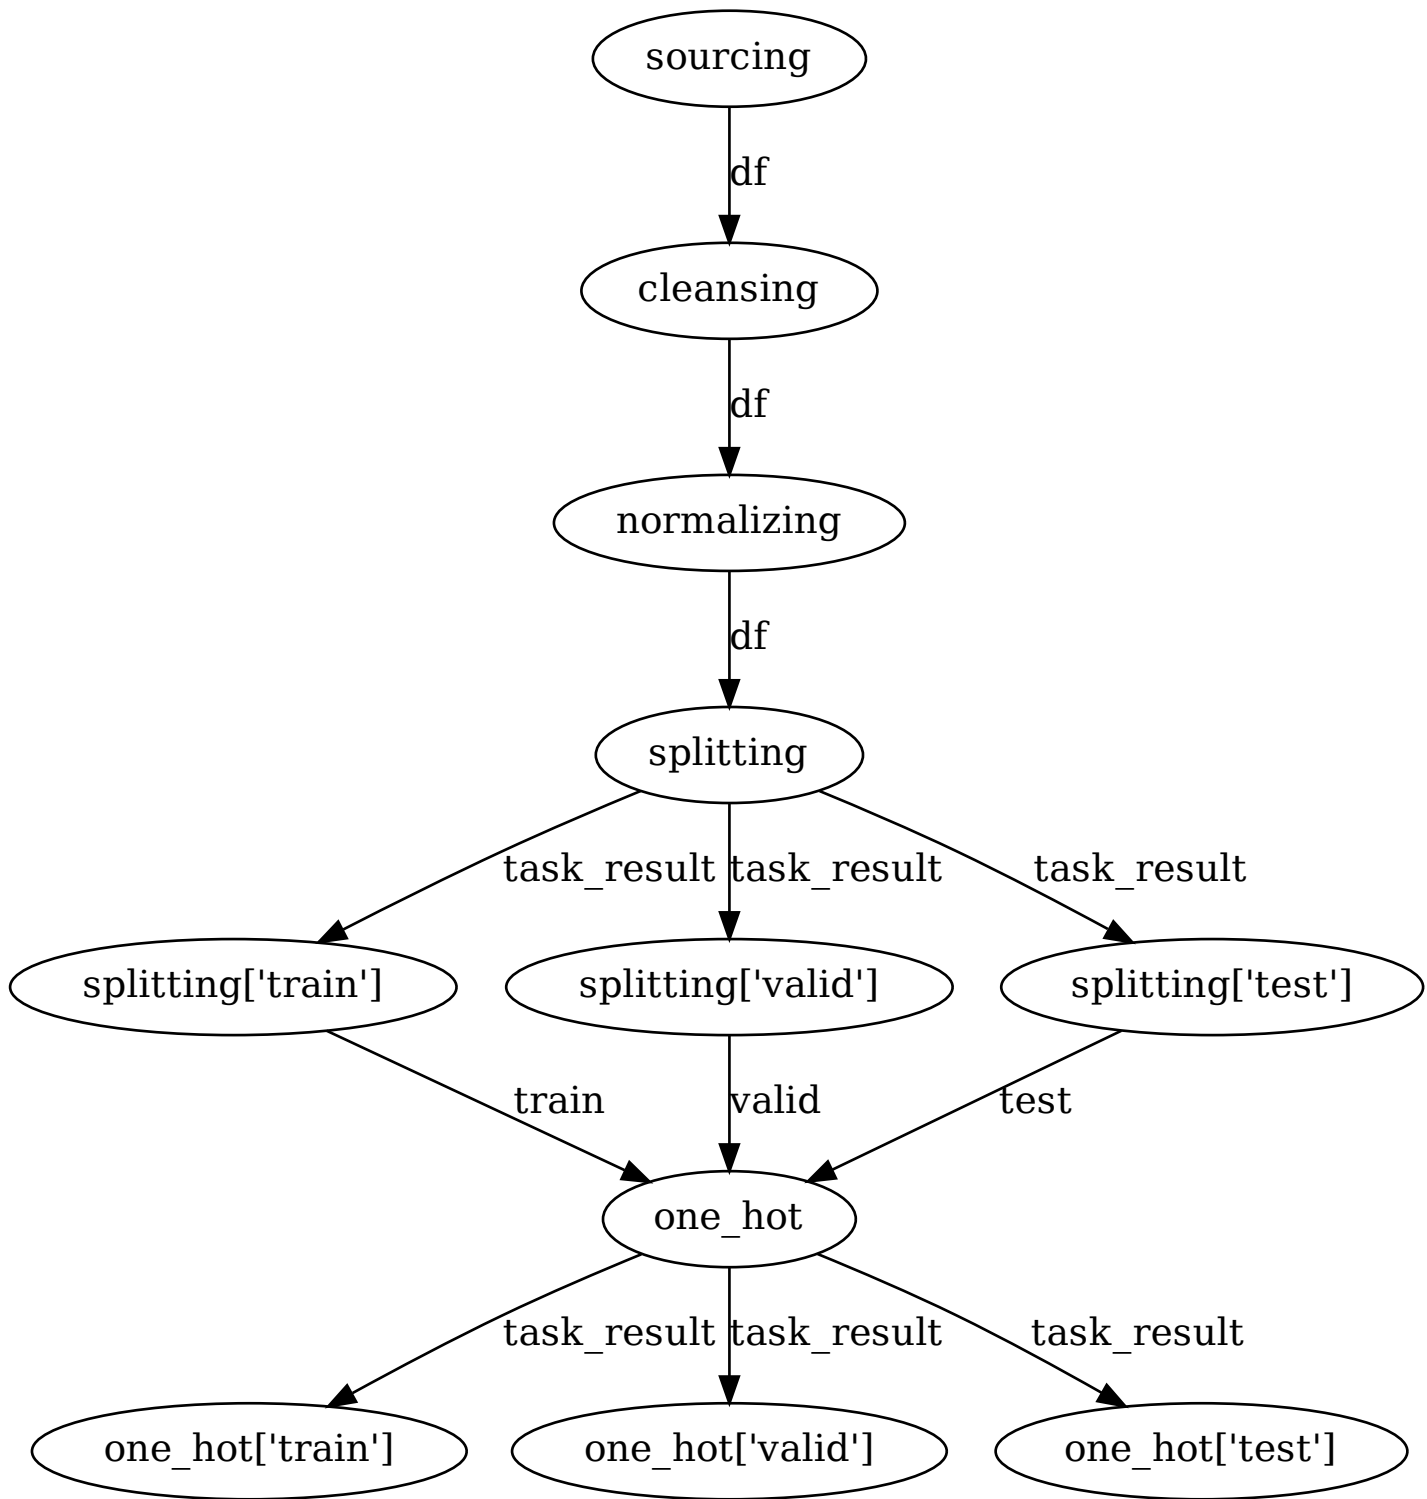 sourcing
df
cleansing
df
normalizing
df
splitting
task_result task_result task_result
splitting['train'] splitting['valid'] splitting['test']
train valid test
one_hot
task_result task_result task_result
one_hot['train'] one_hot['valid'] one_hot['test']